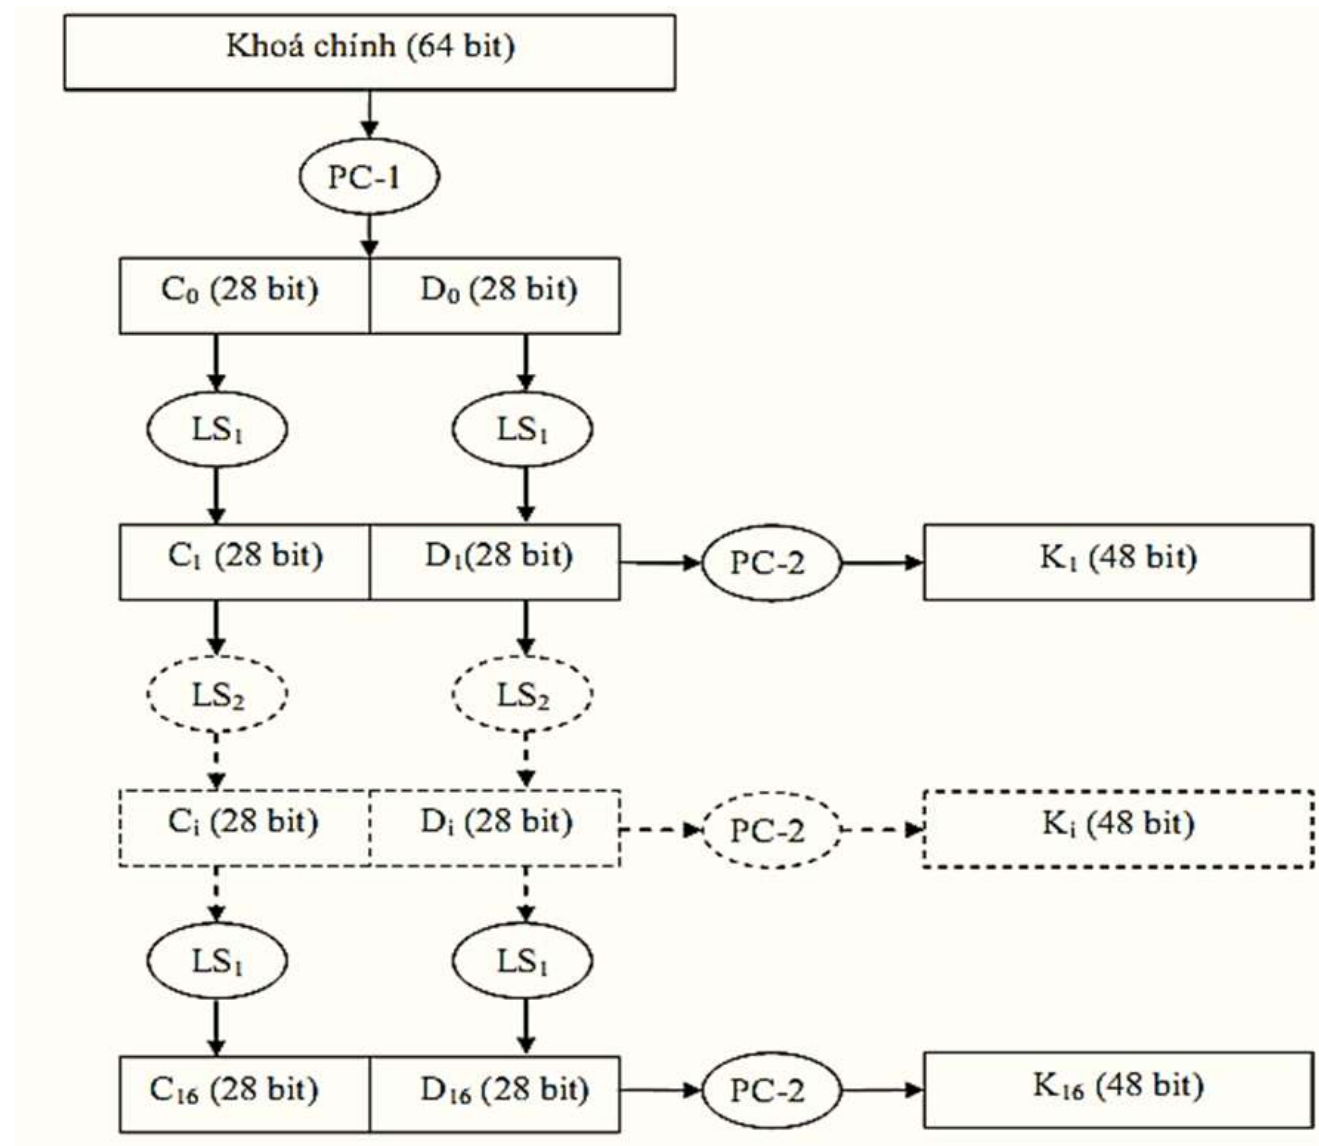 Khoá chính (64 bit)
PC-1
C₀ (28 bit) D₀ (28 bit)
LS₁ LS₁
C₁ (28 bit) D₁(28 bit) PC-2 K₁ (48 bit)
LS₂ LS₂
Cᵢ (28 bit) Dᵢ (28 bit) PC-2 Kᵢ (48 bit)
LS₁ LS₁
C₁₆ (28 bit) D₁₆ (28 bit) PC-2 K₁₆ (48 bit)